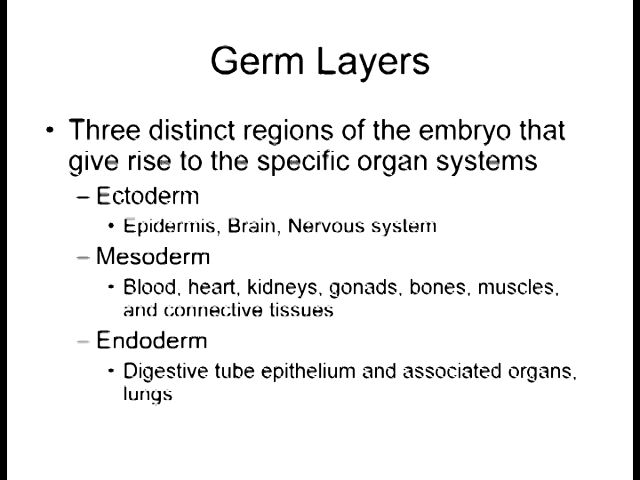 Germ Layers
• Three distinct regions of the embryo that
give rise to the specific organ systems
– Ectoderm
• Epidermis, Brain, Nervous system
– Mesoderm
• Blood, heart, kidneys, gonads, bones, muscles,
and connective tissues
– Endoderm
• Digestive tube epithelium and associated organs,
lungs